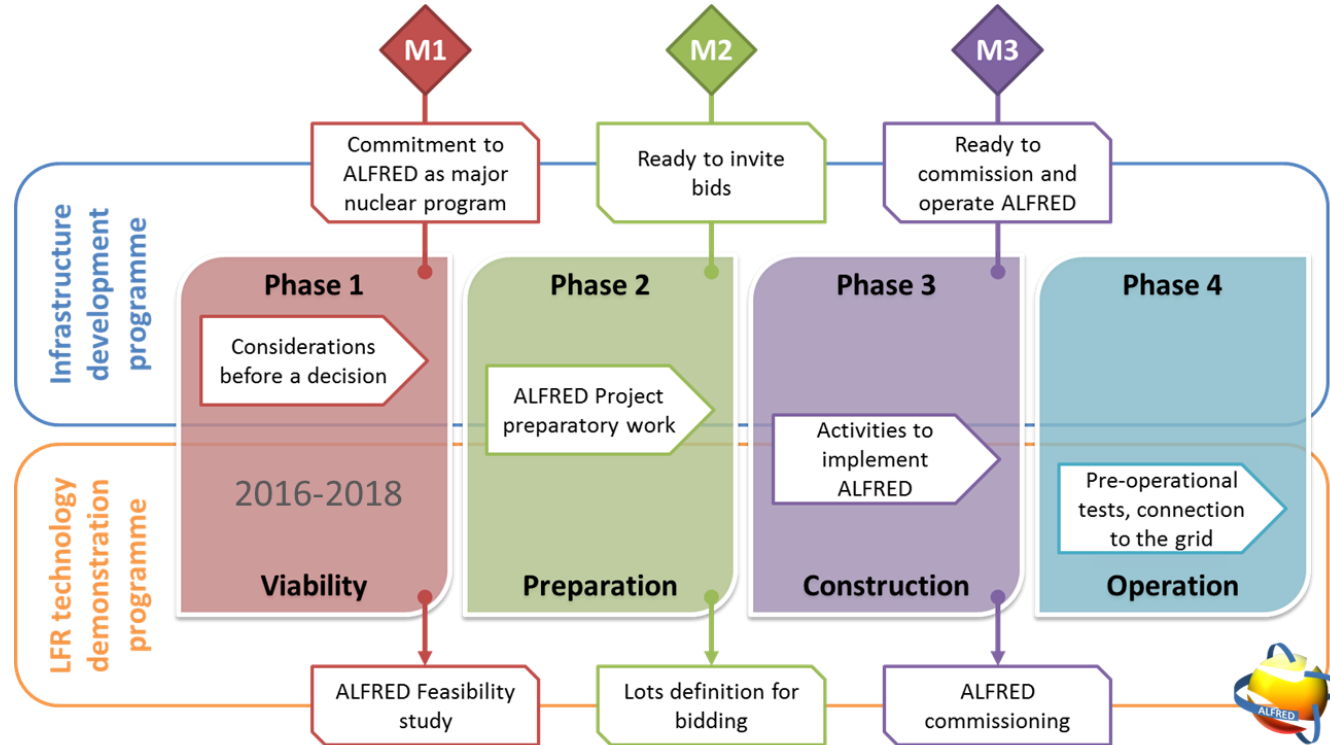 M1
M2
M3
Commitment to
ALFRED as major
nuclear program
Ready to invite
bids
Ready to
commission and
operate ALFRED
Infrastructure
development
programme
Phase 1
Phase 2
Phase 3
Phase 4
Considerations
before a decision
ALFRED Project
preparatory work
Activities to
implement
ALFRED
Pre-operational
tests, connection
to the grid
LFR technology
demonstration
programme
2016-2018
Viability
Preparation
Construction
Operation
ALFRED Feasibility
study
Lots definition for
bidding
ALFRED
commissioning
ALFRED